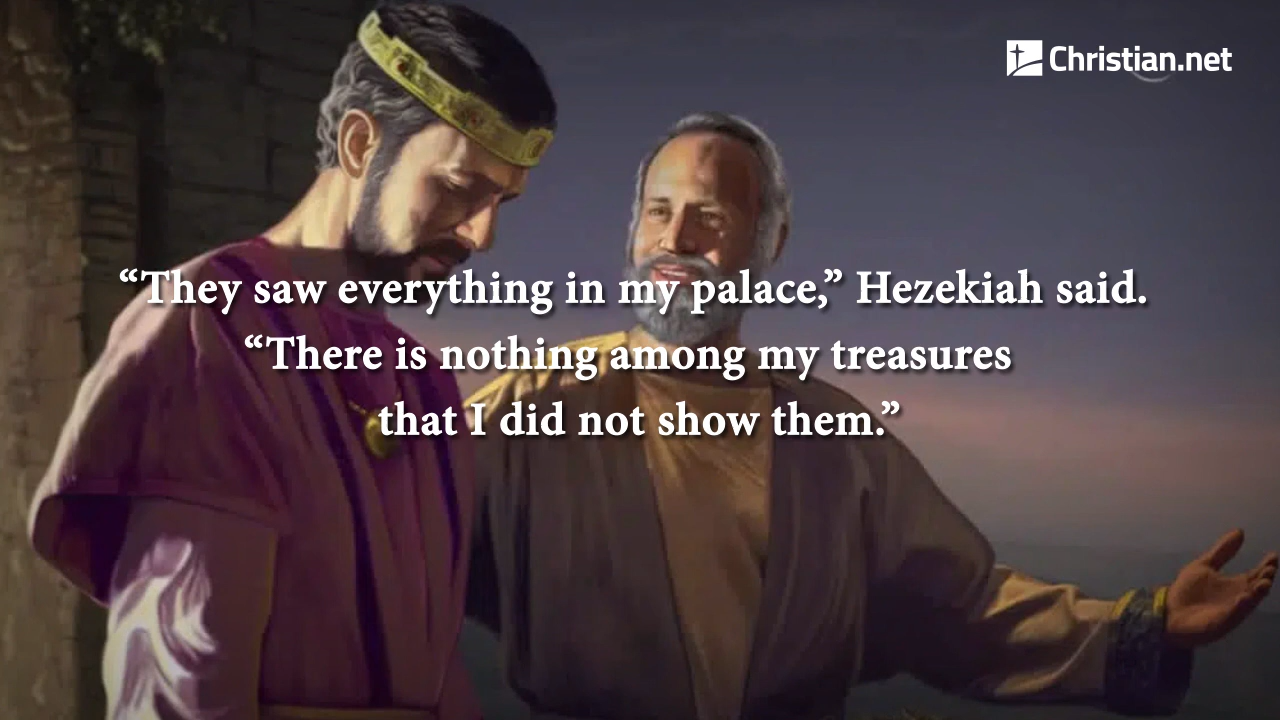 Christian.net
“They saw everything in my palace,” Hezekiah said.
“There is nothing among my treasures
that I did not show them.”